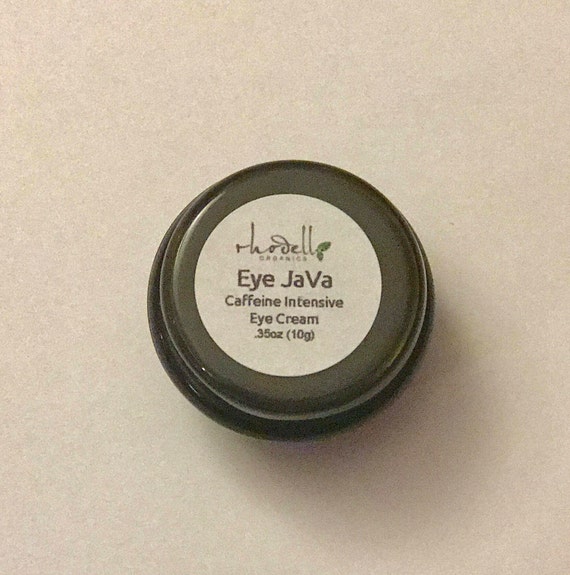 rhodell
ORGANICS
Eye JaVa
Caffeine Intensive
Eye Cream
.35oz (10g)